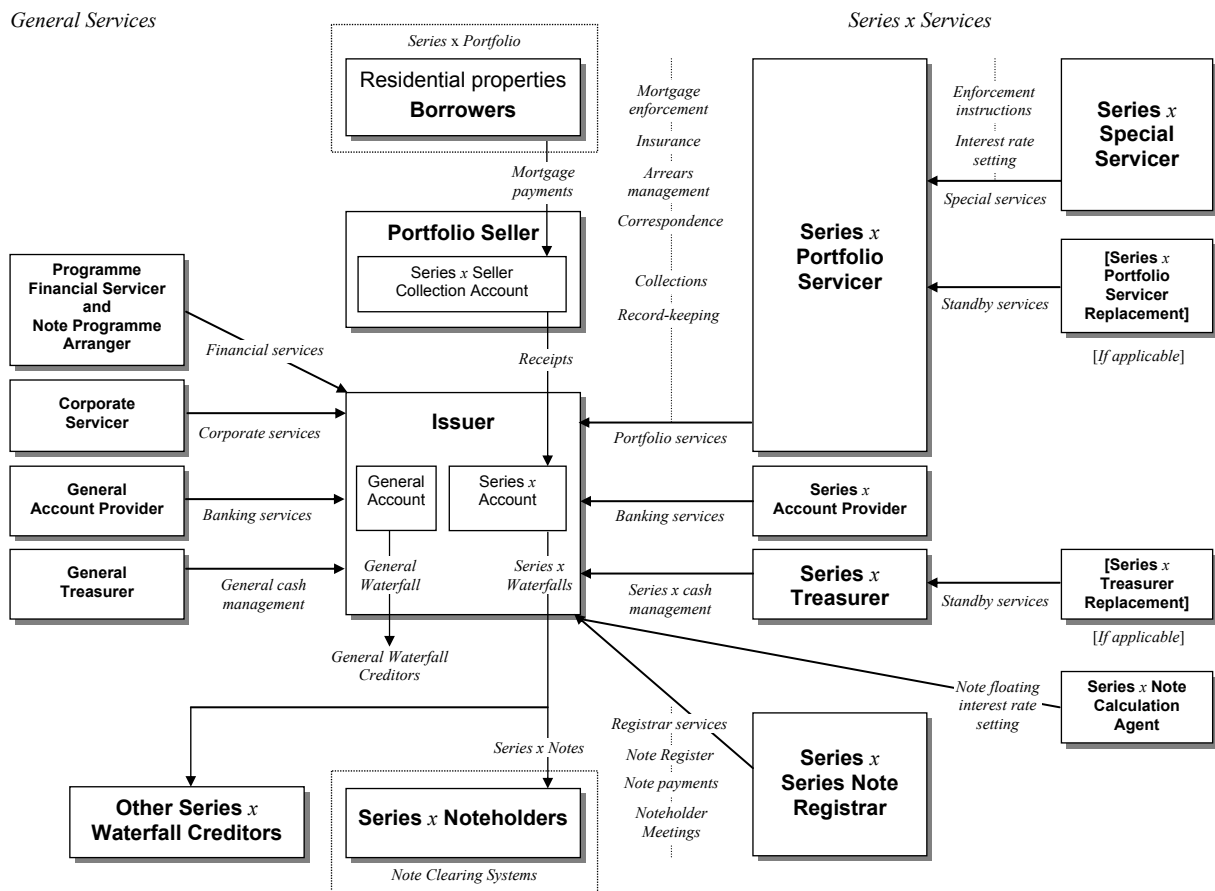 General Services
Series x Services
Series x Portfolio
Residential properties
Borrowers
Mortgage
payments
Portfolio Seller
Series x Seller
Collection Account
Receipts
Programme
Financial Servicer
and
Note Programme
Arranger
Financial services
Corporate
Servicer
Corporate services
General
Account Provider
Banking services
General
Treasurer
General cash
management
Issuer
General
Account
Series x
Account
General
Waterfall
Series x
Waterfalls
General Waterfall
Creditors
Series x Notes
Other Series x
Waterfall Creditors
Series x Noteholders
Note Clearing Systems
Mortgage
enforcement
Insurance
Arrears
management
Correspondence
Collections
Record-keeping
Portfolio services
Series x
Portfolio
Servicer
Enforcement
instructions
Interest rate
setting
Special services
Series x
Special
Servicer
Standby services
[Series x
Portfolio
Servicer
Replacement]
[If applicable]
Banking services
Series x
Account Provider
Series x cash
management
Series x
Treasurer
Standby services
[Series x
Treasurer
Replacement]
[If applicable]
Note floating
interest rate
setting
Series x Note
Calculation
Agent
Registrar services
Note Register
Note payments
Noteholder
Meetings
Series x
Series Note
Registrar